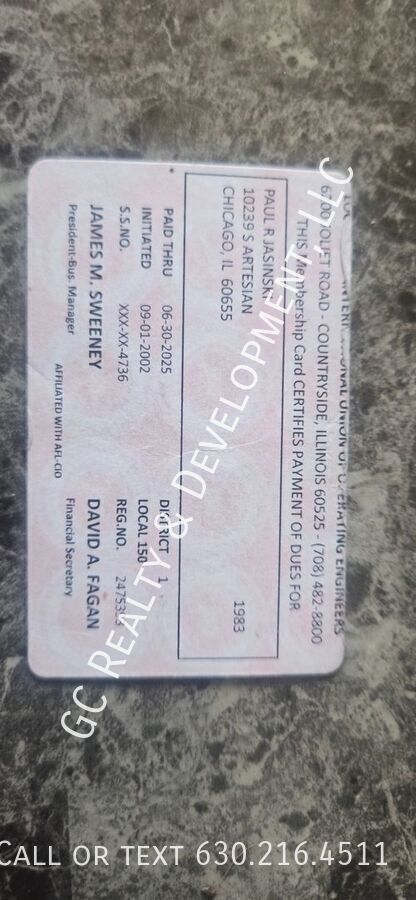 UNION OF OPERATING ENGINEERS
6200 JOLIET ROAD - COUNTRYSIDE, ILLINOIS 60525 - (708) 482-8800
THIS Membership Card CERTIFIES PAYMENT OF DUES FOR
1983
PAUL R JASINSKI
10239 S ARTESIAN
CHICAGO, IL 60655
PAID THRU 06-30-2025 DISTRICT 1
INITIATED 09-01-2002 LOCAL 150
S.S.NO. XXX-XX-4736 REG.NO.
JAMES M. SWEENEY DAVID A. FAGAN
President-Bus. Manager Financial Secretary
AFFILIATED WITH AFL-CIO
GC REALTY & DEVELOPMENT, LLC
CALL OR TEXT 630.216.4511